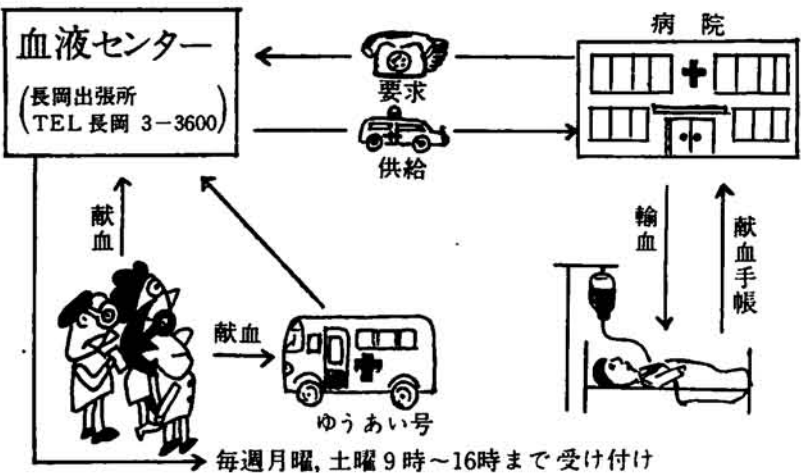 血液センター
(長岡出張所
TEL 長岡 3-3600)
病院
要求
供給
献血
献血
ゆうあい号
輸血
献血手帳
毎週月曜, 土曜9時～16時まで受け付け